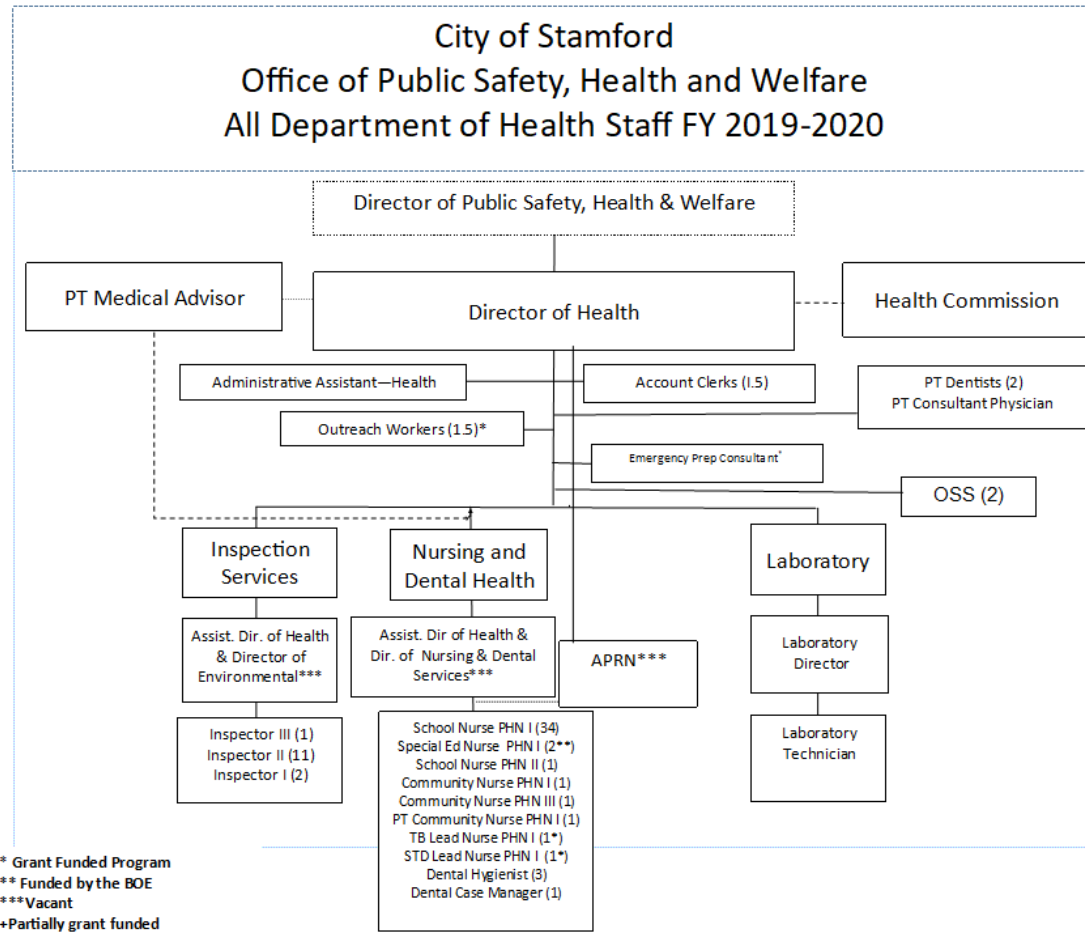 City of Stamford
Office of Public Safety, Health and Welfare
All Department of Health Staff FY 2019-2020
Director of Public Safety, Health & Welfare
PT Medical Advisor
Director of Health
Health Commission
Administrative Assistant—Health
Account Clerks (I.5)
PT Dentists (2)
PT Consultant Physician
Outreach Workers (1.5)*
Emergency Prep Consultant*
OSS (2)
Inspection
Services
Nursing and
Dental Health
Laboratory
Assist. Dir. of Health
& Director of
Environmental***
Assist. Dir of Health &
Dir. of Nursing & Dental
Services***
APRN***
Laboratory
Director
Inspector III (1)
Inspector II (11)
Inspector I (2)
School Nurse PHN I (34)
Special Ed Nurse PHN I (2**)
School Nurse PHN II (1)
Community Nurse PHN I (1)
Community Nurse PHN III (1)
PT Community Nurse PHN I (1)
TB Lead Nurse PHN I (1*)
STD Lead Nurse PHN I (1*)
Dental Hygienist (3)
Dental Case Manager (1)
Laboratory
Technician
* Grant Funded Program
** Funded by the BOE
***Vacant
+Partially grant funded